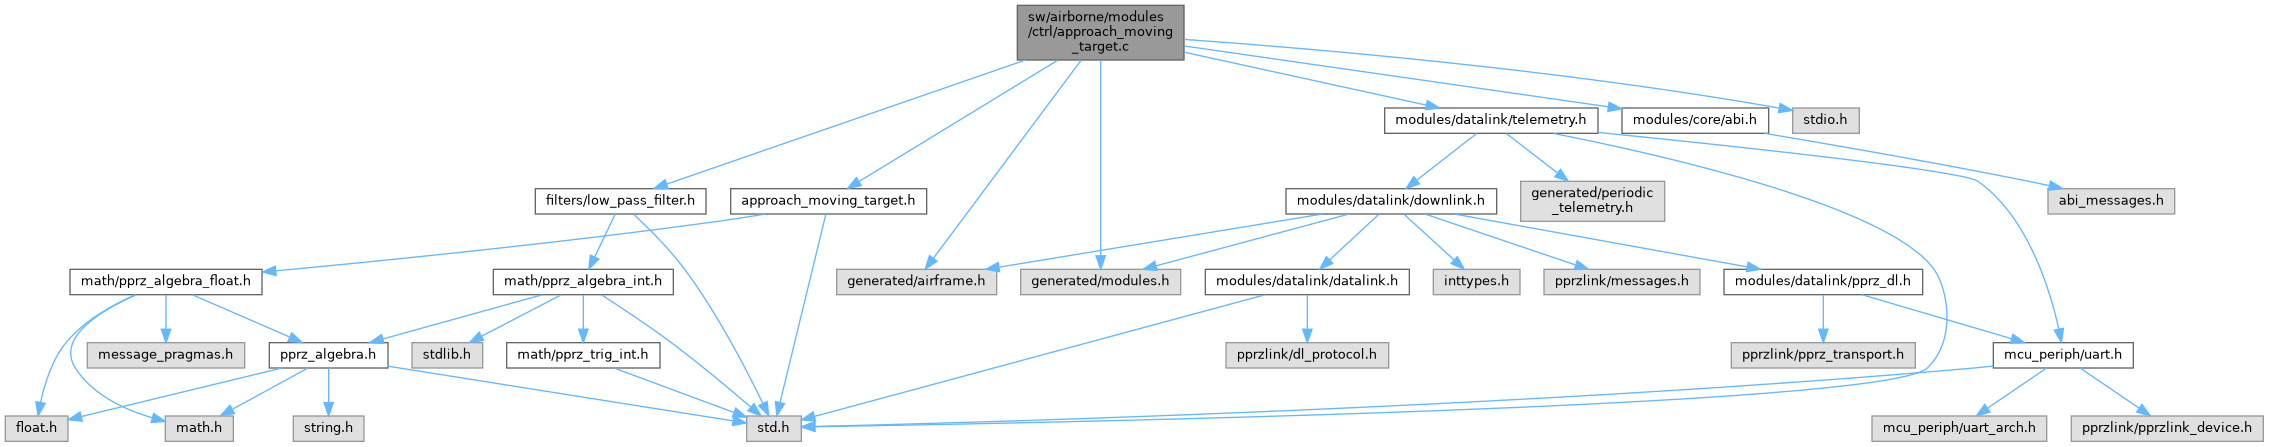 sw/airborne/modules
/ctrl/approach_moving
_target.c
modules/datalink/telemetry.h
modules/core/abi.h
stdio.h
filters/low_pass_filter.h
approach_moving_target.h
modules/datalink/downlink.h
generated/periodic
_telemetry.h
abi_messages.h
math/pprz_algebra_float.h
math/pprz_algebra_int.h
generated/airframe.h
generated/modules.h
modules/datalink/datalink.h
inttypes.h
pprzlink/messages.h
modules/datalink/pprz_dl.h
message_pragmas.h
pprz_algebra.h
stdlib.h
math/pprz_trig_int.h
pprzlink/dl_protocol.h
pprzlink/pprz_transport.h
mcu_periph/uart.h
float.h
math.h
string.h
std.h
mcu_periph/uart_arch.h
pprzlink/pprzlink_device.h